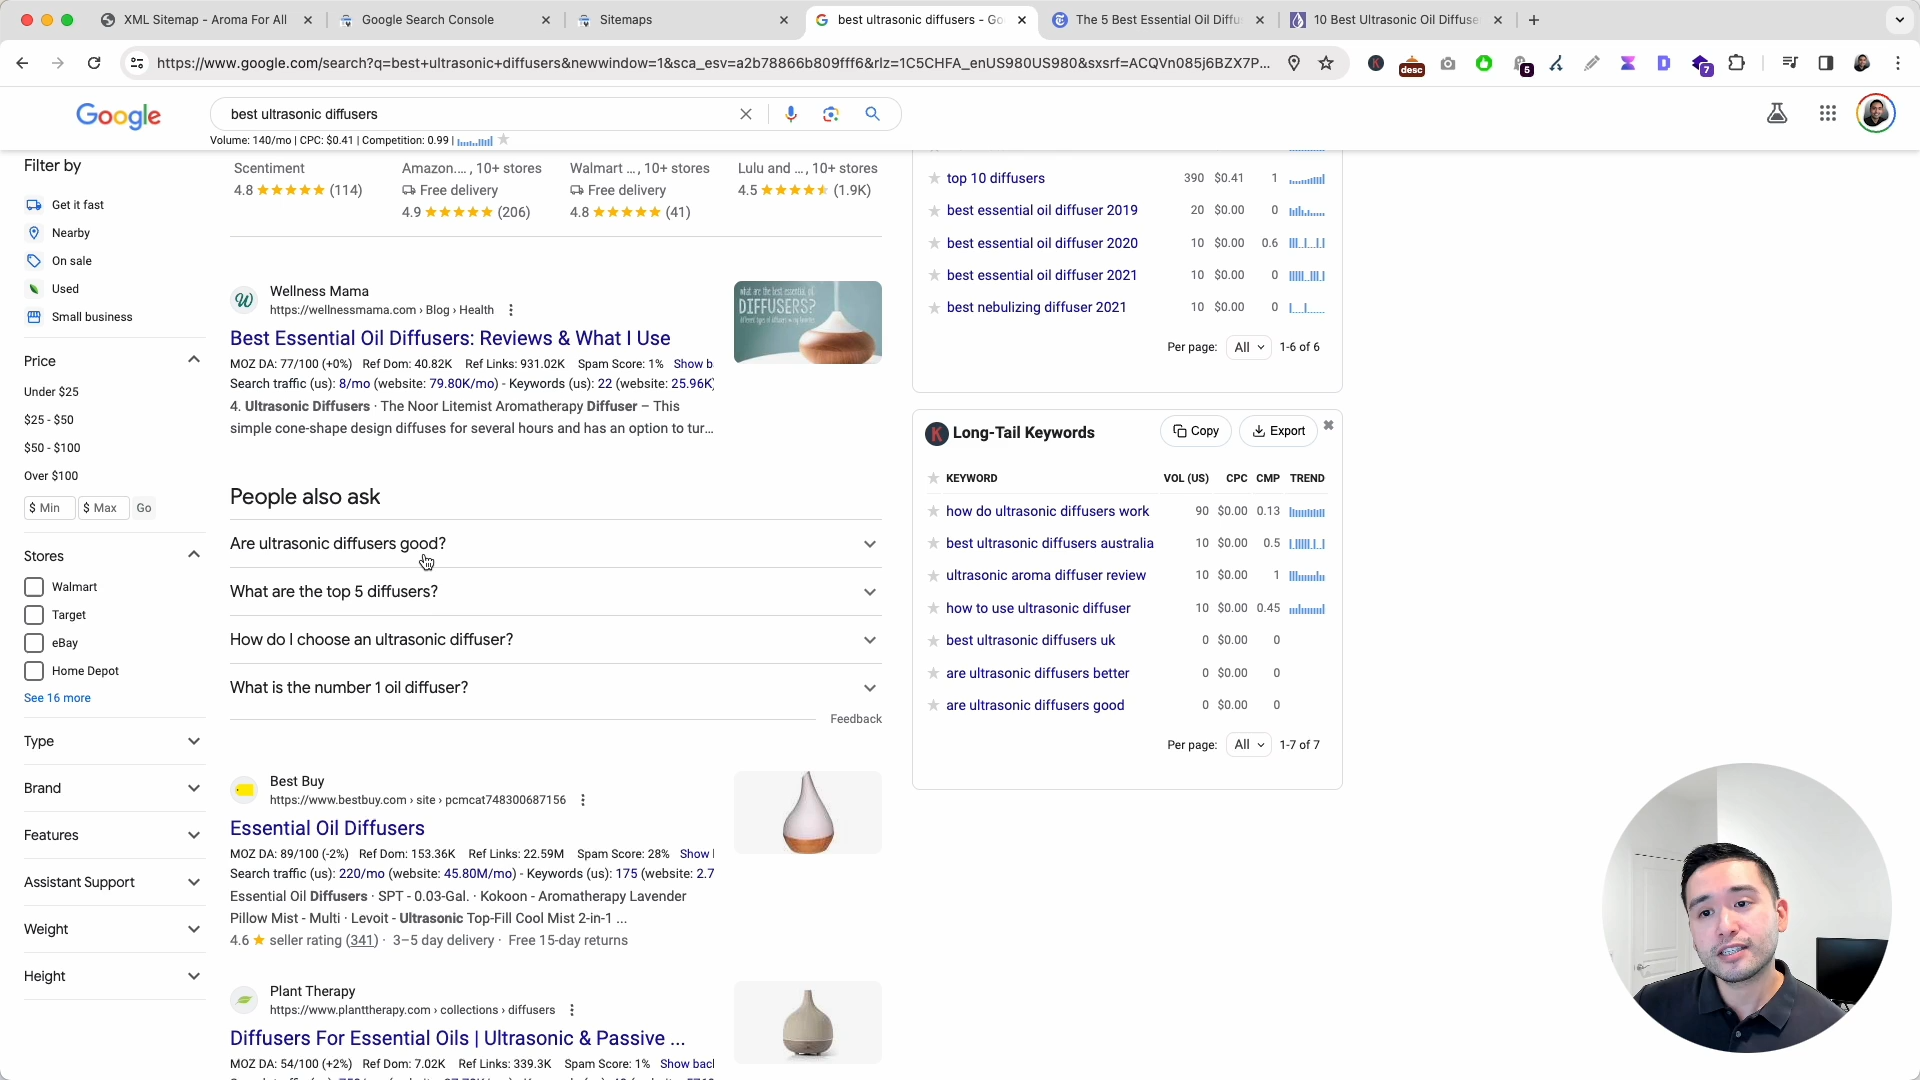 XML Sitemap - Aroma For All
Google Search Console
Sitemaps
best ultrasonic diffusers - Go
The 5 Best Essential Oil Diffu
10 Best Ultrasonic Oil Diffuse
https://www.google.com/search?q=best+ultrasonic+diffusers&newwindow=1&sca_esv=a2b78866b809fff6&rlz=1C5CHFA_enUS980US980&sxsrf=ACQVn085j6BZX7P...
desc
5
7
Google
best ultrasonic diffusers
Volume: 140/mo | CPC: $0.41 | Competition: 0.99 |
Filter by
Get it fast
Nearby
On sale
Used
Small business
Price
Under $25
$25 - $50
$50 - $100
Over $100
$ Min $ Max Go
Stores
Walmart
Target
eBay
Home Depot
See 16 more
Type
Brand
Features
Assistant Support
Weight
Height
Scentiment
4.8 (114)
Amazon...., 10+ stores
Free delivery
4.9 (206)
Walmart ..., 10+ stores
Free delivery
4.8 (41)
Lulu and ..., 10+ stores
4.5 (1.9K)
Wellness Mama
https://wellnessmama.com › Blog › Health
Best Essential Oil Diffusers: Reviews & What I Use
MOZ DA: 77/100 (+0%) Ref Dom: 40.82K Ref Links: 931.02K Spam Score: 1% Show b
Search traffic (us): 8/mo (website: 79.80K/mo) - Keywords (us): 22 (website: 25.96K)
4. Ultrasonic Diffusers · The Noor Litemist Aromatherapy Diffuser – This
simple cone-shape design diffuses for several hours and has an option to tur...
what are the best essential oil
DIFFUSERS?
People also ask
Are ultrasonic diffusers good?
What are the top 5 diffusers?
How do I choose an ultrasonic diffuser?
What is the number 1 oil diffuser?
Feedback
Best Buy
https://www.bestbuy.com › site › pcmcat748300687156
Essential Oil Diffusers
MOZ DA: 89/100 (-2%) Ref Dom: 153.36K Ref Links: 22.59M Spam Score: 28% Show
Search traffic (us): 220/mo (website: 45.80M/mo) - Keywords (us): 175 (website: 2.7
Essential Oil Diffusers · SPT - 0.03-Gal. · Kokoon - Aromatherapy Lavender
Pillow Mist - Multi · Levoit - Ultrasonic Top-Fill Cool Mist 2-in-1 ...
4.6 seller rating (341) · 3–5 day delivery · Free 15-day returns
Plant Therapy
https://www.planttherapy.com › collections › diffusers
Diffusers For Essential Oils | Ultrasonic & Passive ...
MOZ DA: 54/100 (+2%) Ref Dom: 7.02K Ref Links: 339.3K Spam Score: 1% Show bac
top 10 diffusers 390 $0.41 1
best essential oil diffuser 2019 20 $0.00 0
best essential oil diffuser 2020 10 $0.00 0.6
best essential oil diffuser 2021 10 $0.00 0
best nebulizing diffuser 2021 10 $0.00 0
Per page: All 1-6 of 6
K Long-Tail Keywords Copy Export
KEYWORD VOL (US) CPC CMP TREND
how do ultrasonic diffusers work 90 $0.00 0.13
best ultrasonic diffusers australia 10 $0.00 0.5
ultrasonic aroma diffuser review 10 $0.00 1
how to use ultrasonic diffuser 10 $0.00 0.45
best ultrasonic diffusers uk 0 $0.00 0
are ultrasonic diffusers better 0 $0.00 0
are ultrasonic diffusers good 0 $0.00 0
Per page: All 1-7 of 7